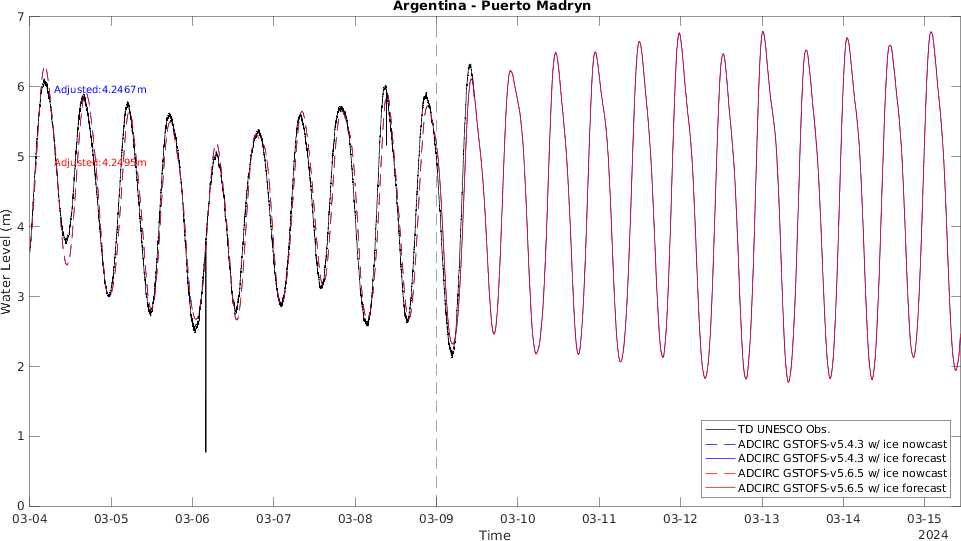 Argentina - Puerto Madryn
7
6
5
4
3
2
1
0
Water Level (m)
Adjusted:4.2467m
Adjusted:4.2495m
TD UNESCO Obs.
ADCIRC GSTOFS-v5.4.3 w/ ice nowcast
ADCIRC GSTOFS-v5.4.3 w/ ice forecast
ADCIRC GSTOFS-v5.6.5 w/ ice nowcast
ADCIRC GSTOFS-v5.6.5 w/ ice forecast
03-04 03-05 03-06 03-07 03-08 03-09 03-10 03-11 03-12 03-13 03-14 03-15
Time
2024